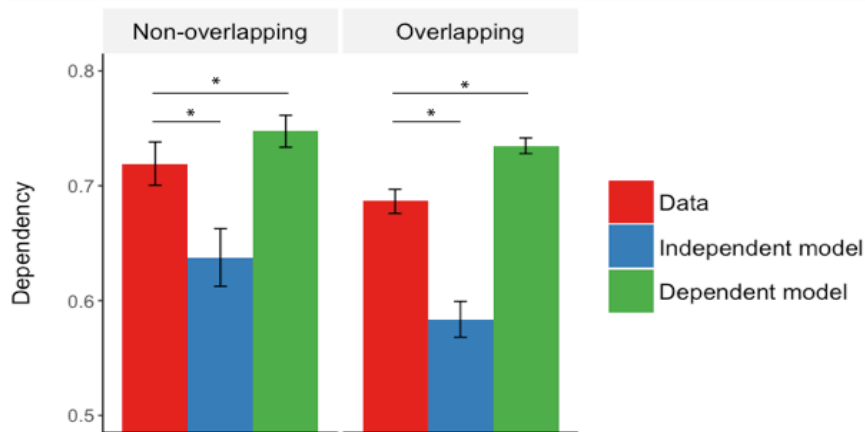 Non-overlapping
Overlapping
0.8
*
*
*
*
0.7
Dependency
0.6
0.5
Data
Independent model
Dependent model